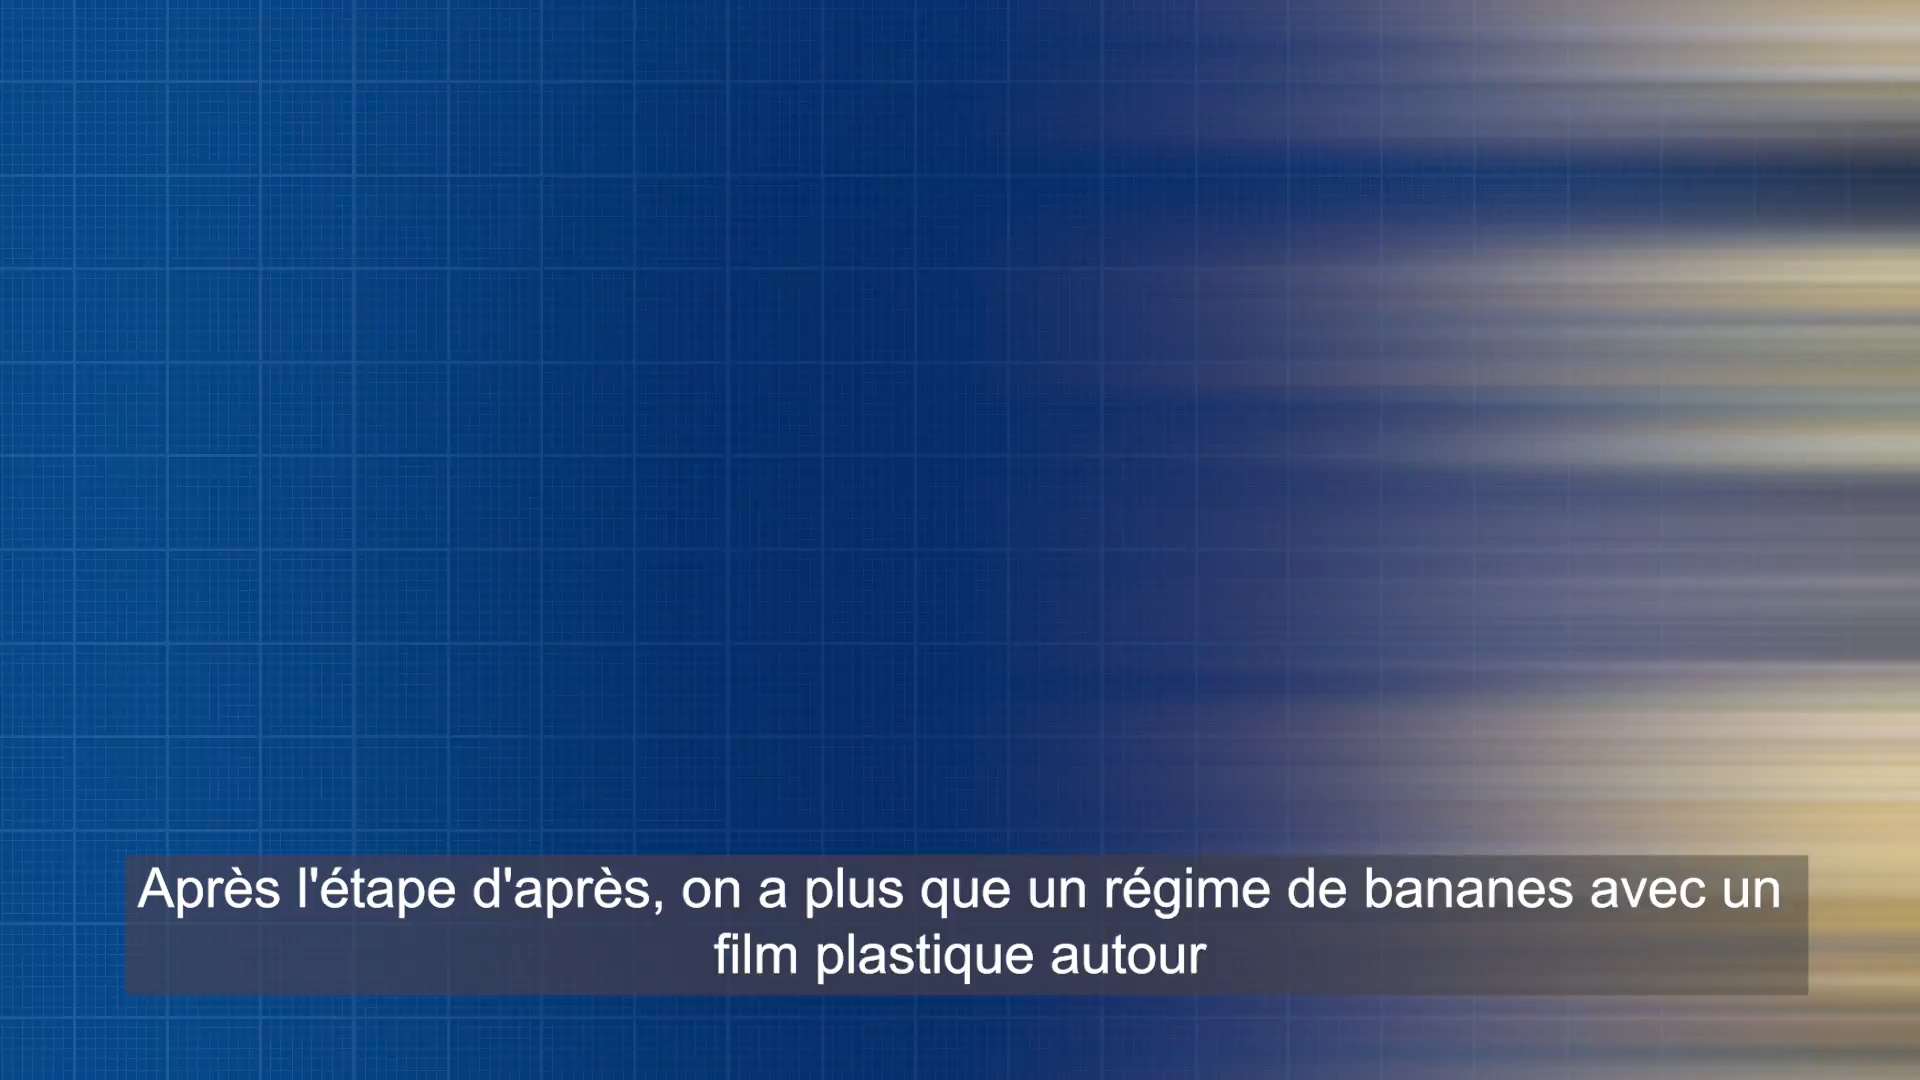 Après l'étape d'après, on a plus que un régime de bananes avec un
film plastique autour